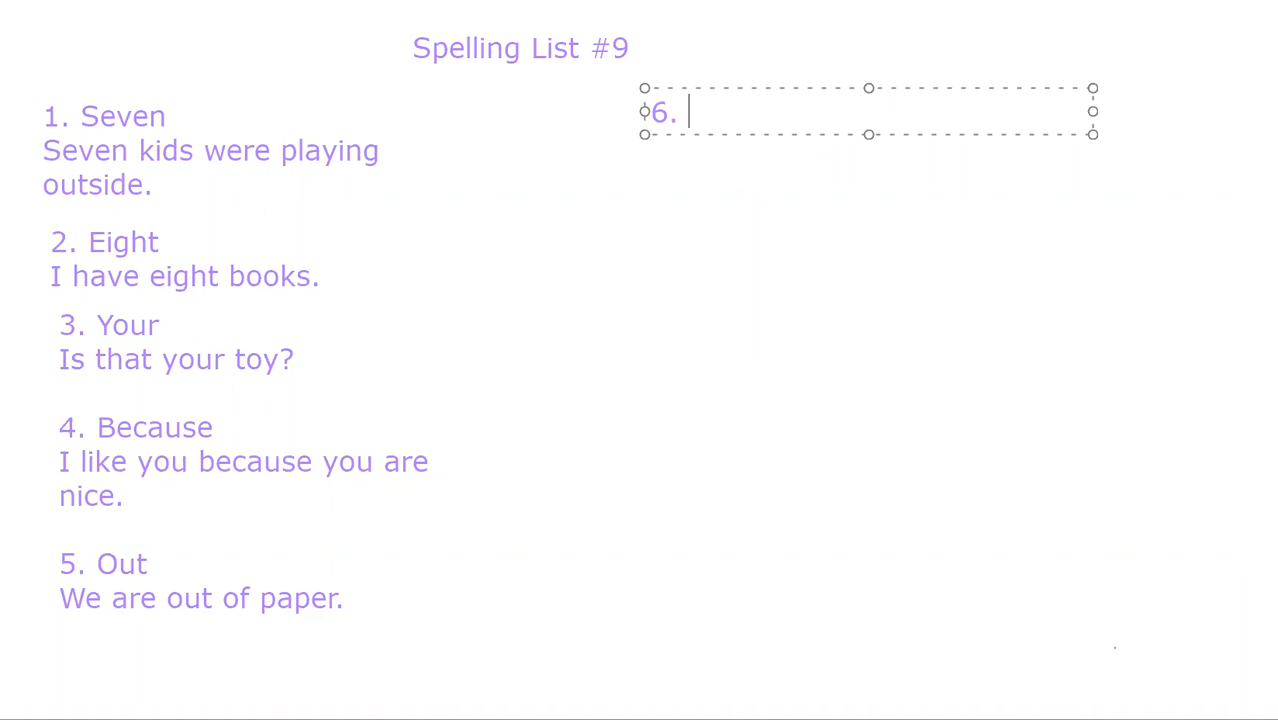 Spelling List #9
1. Seven
Seven kids were playing
outside.
2. Eight
I have eight books.
3. Your
Is that your toy?
4. Because
I like you because you are
nice.
5. Out
We are out of paper.
6.